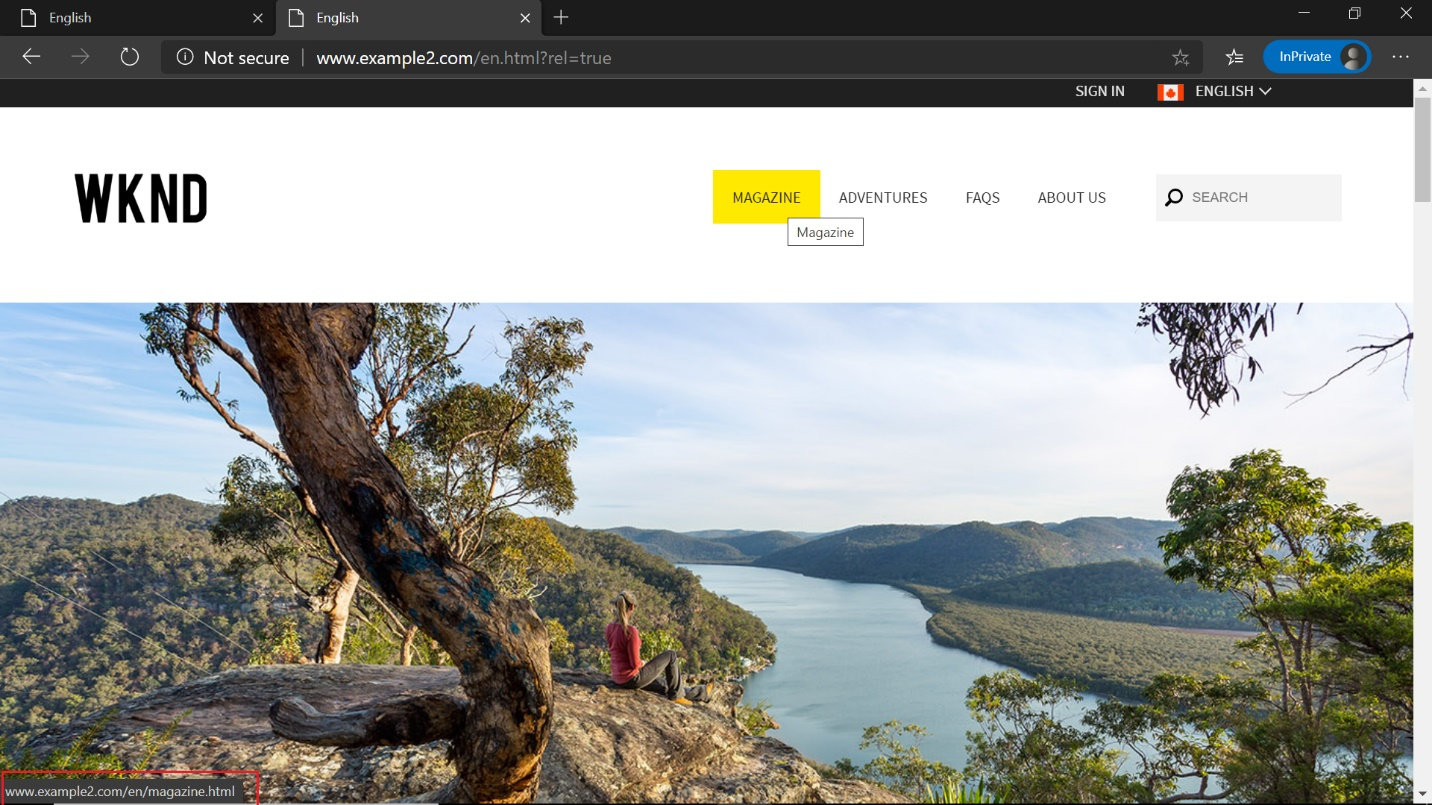 English
English
Not secure
www.example2.com/en.html?rel=true
InPrivate
SIGN IN
ENGLISH
WKND
MAGAZINE
ADVENTURES
FAQS
ABOUT US
SEARCH
Magazine
www.example2.com/en/magazine.html